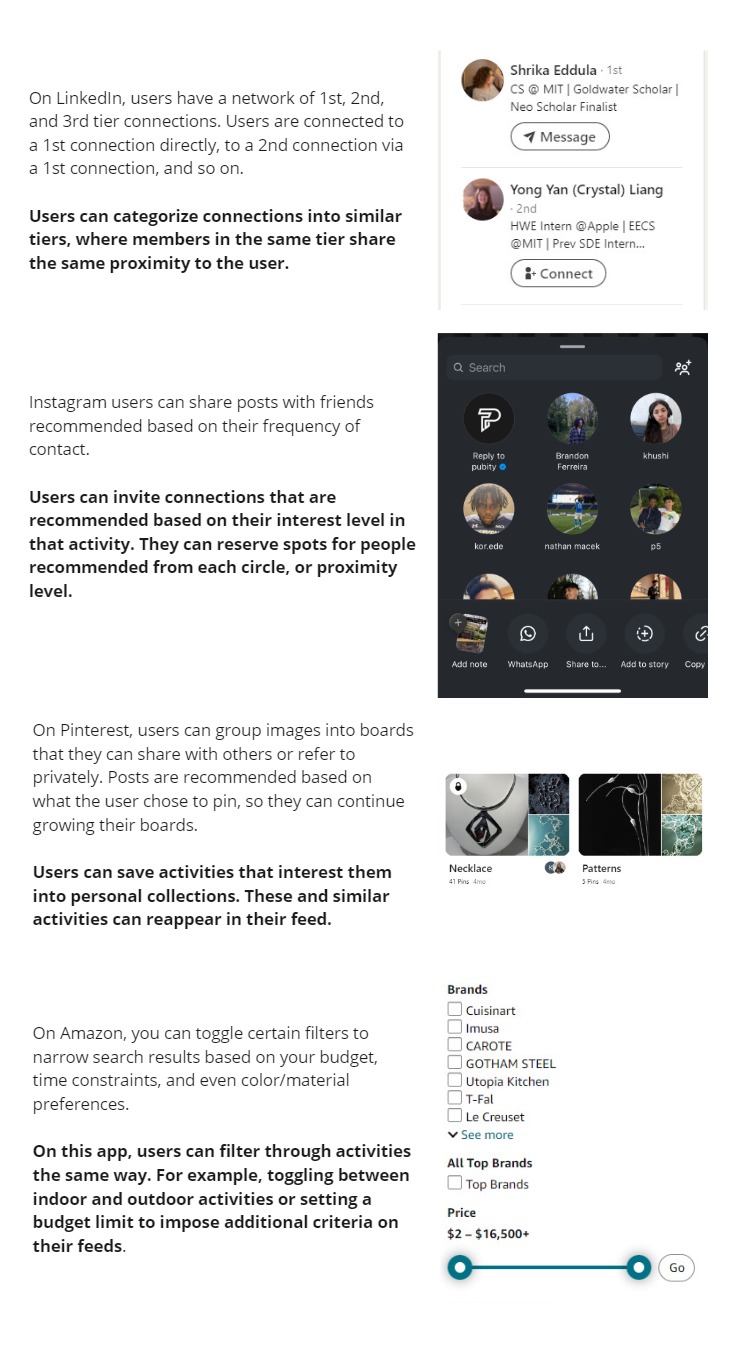 On LinkedIn, users have a network of 1st, 2nd,
and 3rd tier connections. Users are connected to
a 1st connection directly, to a 2nd connection via
a 1st connection, and so on.
Users can categorize connections into similar
tiers, where members in the same tier share
the same proximity to the user.
Shrika Eddula · 1st
CS @ MIT | Goldwater Scholar |
Neo Scholar Finalist
Message
Yong Yan (Crystal) Liang
· 2nd
HWE Intern @Apple | EECS
@MIT | Prev SDE Intern...
Connect
Instagram users can share posts with friends
recommended based on their frequency of
contact.
Users can invite connections that are
recommended based on their interest level in
that activity. They can reserve spots for people
recommended from each circle, or proximity
level.
Search
Reply to
pubity
Brandon
Ferreira
khushi
kor.ede
nathan macek
p5
Add note
WhatsApp
Share to...
Add to story
Copy
On Pinterest, users can group images into boards
that they can share with others or refer to
privately. Posts are recommended based on
what the user chose to pin, so they can continue
growing their boards.
Users can save activities that interest them
into personal collections. These and similar
activities can reappear in their feed.
Necklace
41 Pins 4mo
Patterns
5 Pins 4mo
On Amazon, you can toggle certain filters to
narrow search results based on your budget,
time constraints, and even color/material
preferences.
On this app, users can filter through activities
the same way. For example, toggling between
indoor and outdoor activities or setting a
budget limit to impose additional criteria on
their feeds.
Brands
Cuisinart
Imusa
CAROTE
GOTHAM STEEL
Utopia Kitchen
T-Fal
Le Creuset
See more
All Top Brands
Top Brands
Price
$2 – $16,500+
Go